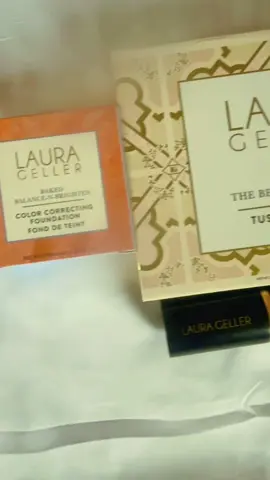 LAURA
GELLER
BAKED
BALANCE-N-BRIGHTEN
COLOR CORRECTING
FOUNDATION
FOND DE TEINT
LA
GE
THE BE
TUS
LAURA GELLER